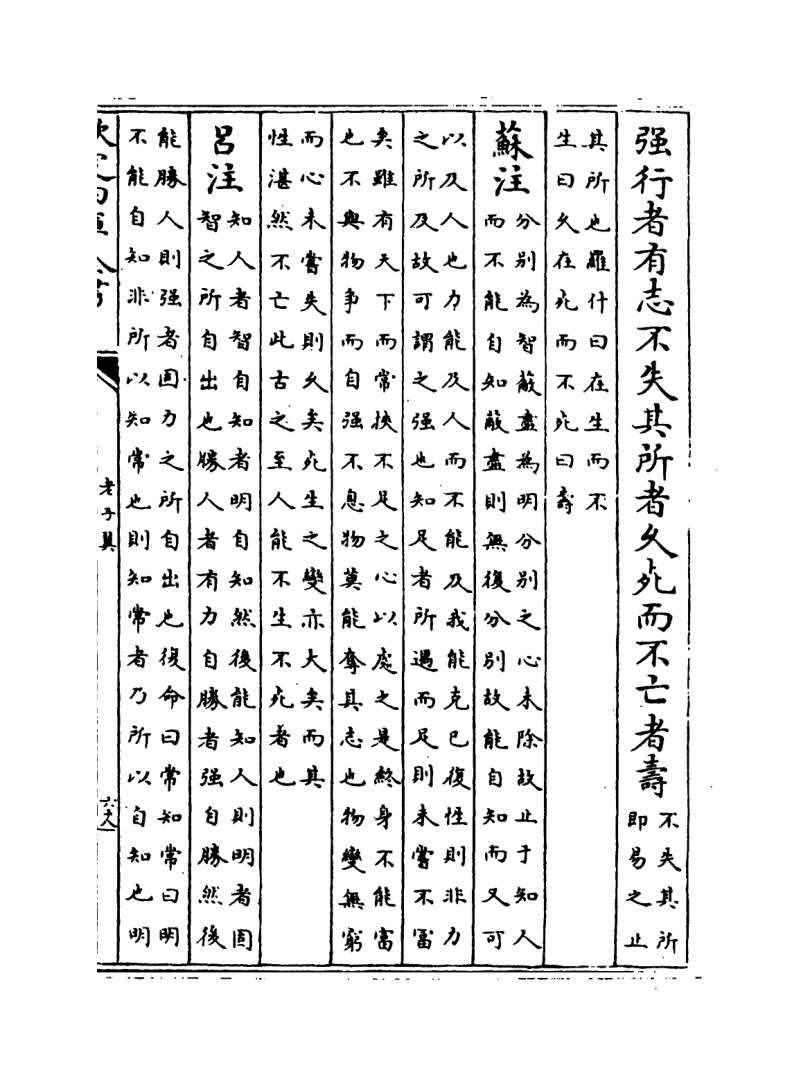 强行者有志不失其所者久死而不亡者壽
不失其所
即易之止
其所也羅什曰在生而不
生曰久在死而不死曰壽
蘇注
分别為智蔽盡為明分别之心未除故止于知人
而不能自知蔽盡則無復分别故能自知而又可
以及人也力能及人而不能及我能克已復性則非力
之所及故可謂之强也知足者所遇而足則未嘗不富
矣雖有天下而常挾不足之心以處之是終身不能富
也不與物争而自强不息物莫能奪其志也物變無窮
而心未嘗失則久矣死生之變亦大矣而其
性湛然不亡此古之至人能不生不死者也
呂注
知人者智自知者明自知然後能知人則明者固
智之所自出也勝人者有力自勝者强自勝然後
能勝人則强者固力之所自出也復命曰常知常曰明
不能自知非所以知常也則知常者乃所以自知也明
欽定四庫全書
老子翼
六八